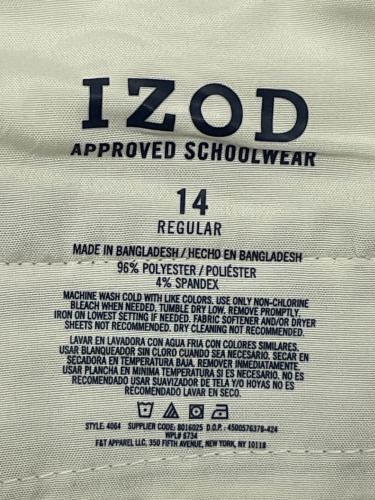 IZOD
APPROVED SCHOOLWEAR
14
REGULAR
MADE IN BANGLADESH / HECHO EN BANGLADESH
96% POLYESTER / POLIÉSTER
4% SPANDEX
MACHINE WASH COLD WITH LIKE COLORS. USE ONLY NON-CHLORINE
BLEACH WHEN NEEDED. TUMBLE DRY LOW. REMOVE PROMPTLY.
IRON ON LOWEST SETTING IF NEEDED. FABRIC SOFTENER AND/OR DRYER
SHEETS NOT RECOMMENDED. DRY CLEANING NOT RECOMMENDED.
LAVAR EN LAVADORA CON AGUA FRIA CON COLORES SIMILARES.
USAR BLANQUEADOR SIN CLORO CUANDO SEA NECESARIO. SECAR EN
SECADORA EN TEMPERATURA BAJA. REMOVER INMEDIATAMENTE.
USAR PLANCHA EN MINIMA TEMPERATURA SI ES NECESARIO. NO ES
RECOMENDADO USAR SUAVIZADOR DE TELA Y/O HOJAS NO ES
RECOMENDADO LAVAR EN SECO.
STYLE: 4064 SUPPLIER CODE: 8016025 D.O.P.: 4500576378-424
WPL# 6734
F&T APPAREL LLC, 350 FIFTH AVENUE, NEW YORK, NY 10118